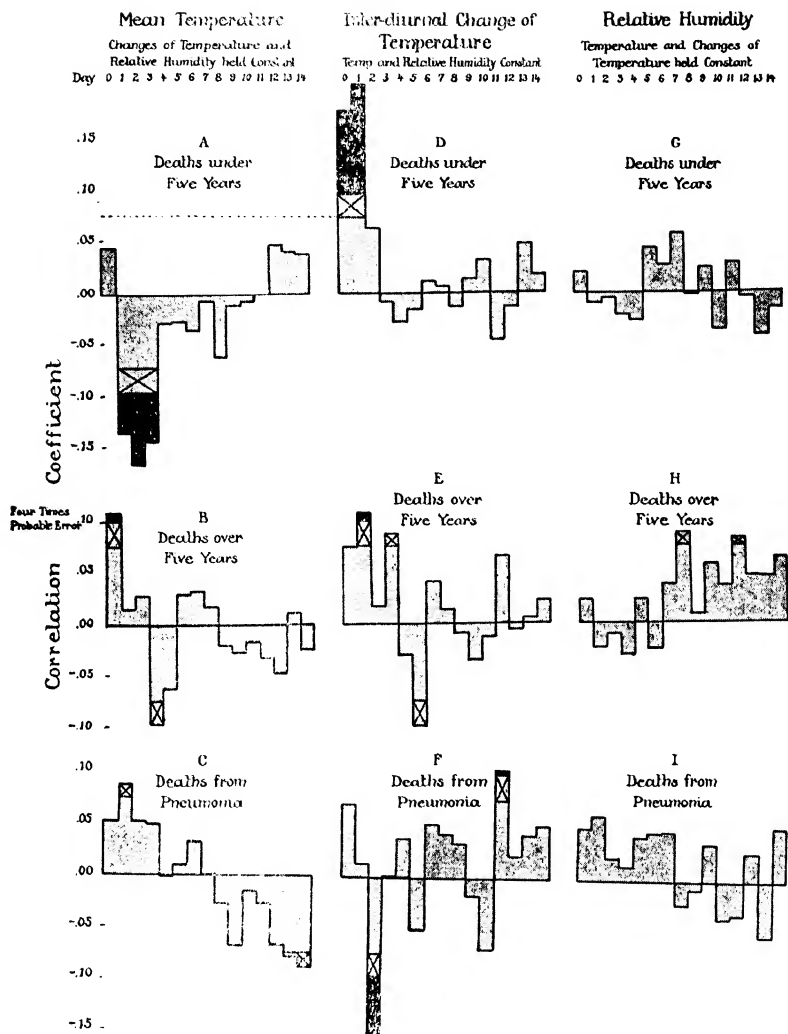 Mean Temperature
Changes of Temperature and
Relative Humidity held Constant
Day 0 1 2 3 4 5 6 7 8 9 10 11 12 13 14
Inter-diurnal Change of
Temperature
Temp and Relative Humidity Constant
0 1 2 3 4 5 6 7 8 9 10 11 13 14
Relative Humidity
Temperature and Changes of
Temperature held Constant
0 1 2 3 4 5 6 7 8 9 10 11 12 13 14
.15
.10
.05
.00
-.05
-.10
-.15
A
Deaths under
Five Years
D
Deaths under
Five Years
G
Deaths under
Five Years
Correlation Coefficient
Four Times
Probable Error
.10
.03
.00
-.05
-.10
B
Deaths over
Five Years
E
Deaths over
Five Years
H
Deaths over
Five Years
.10
.05
.00
-.05
-.10
-.15
C
Deaths from
Pneumonia
F
Deaths from
Pneumonia
I
Deaths from
Pneumonia